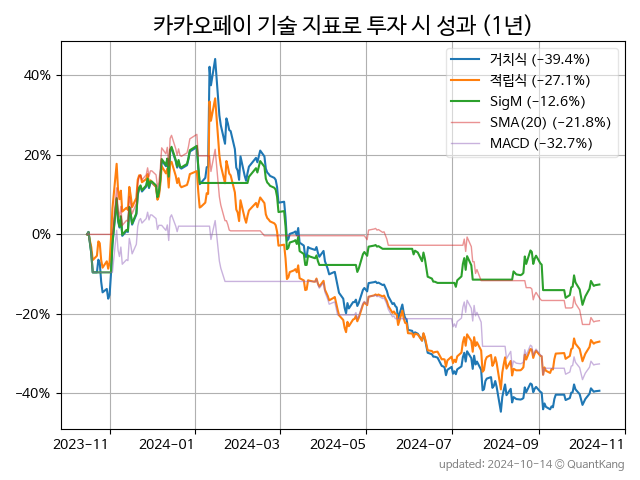 카카오페이 기술 지표로 투자 시 성과 (1년)
거치식 (−39.4%)
적립식 (−27.1%)
SigM (−12.6%)
SMA(20) (−21.8%)
MACD (−32.7%)
40%
20%
0%
−20%
−40%
2023−11 2024−01 2024−03 2024−05 2024−07 2024−09 2024−11
updated: 2024-10-14 @ QuantKang